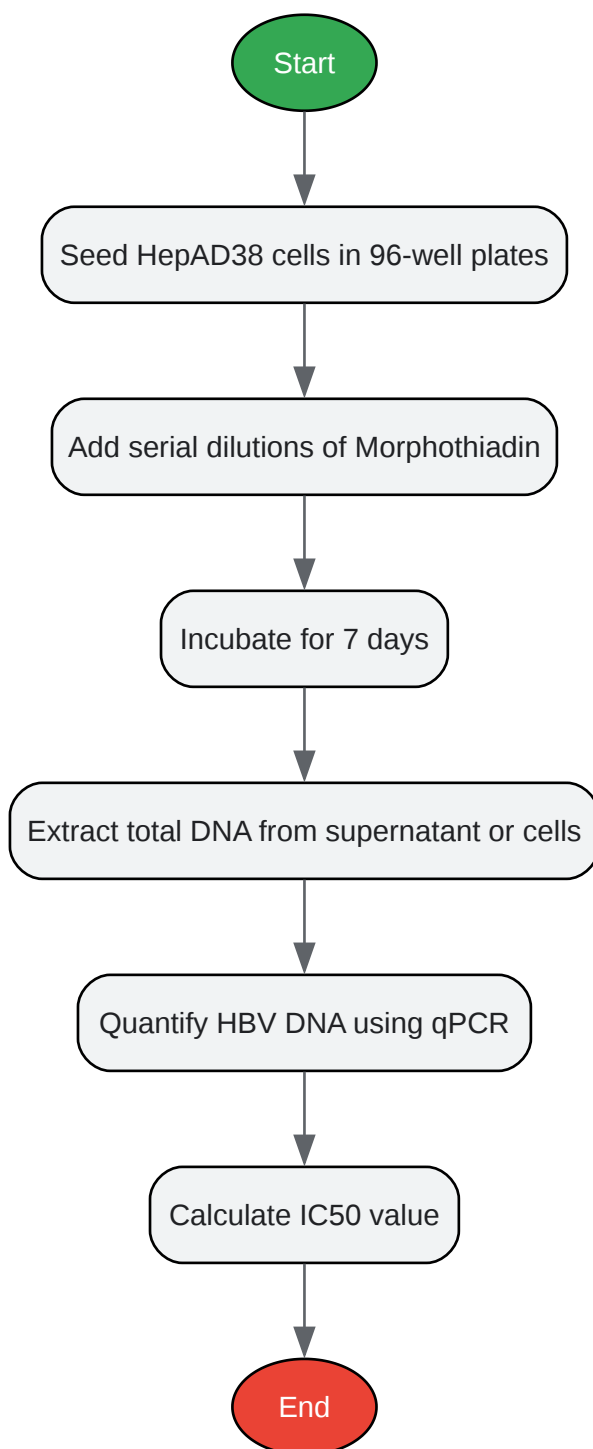 Start
Seed HepAD38 cells in 96-well plates
Add serial dilutions of Morphothiadin
Incubate for 7 days
Extract total DNA from supernatant or cells
Quantify HBV DNA using qPCR
Calculate IC50 value
End